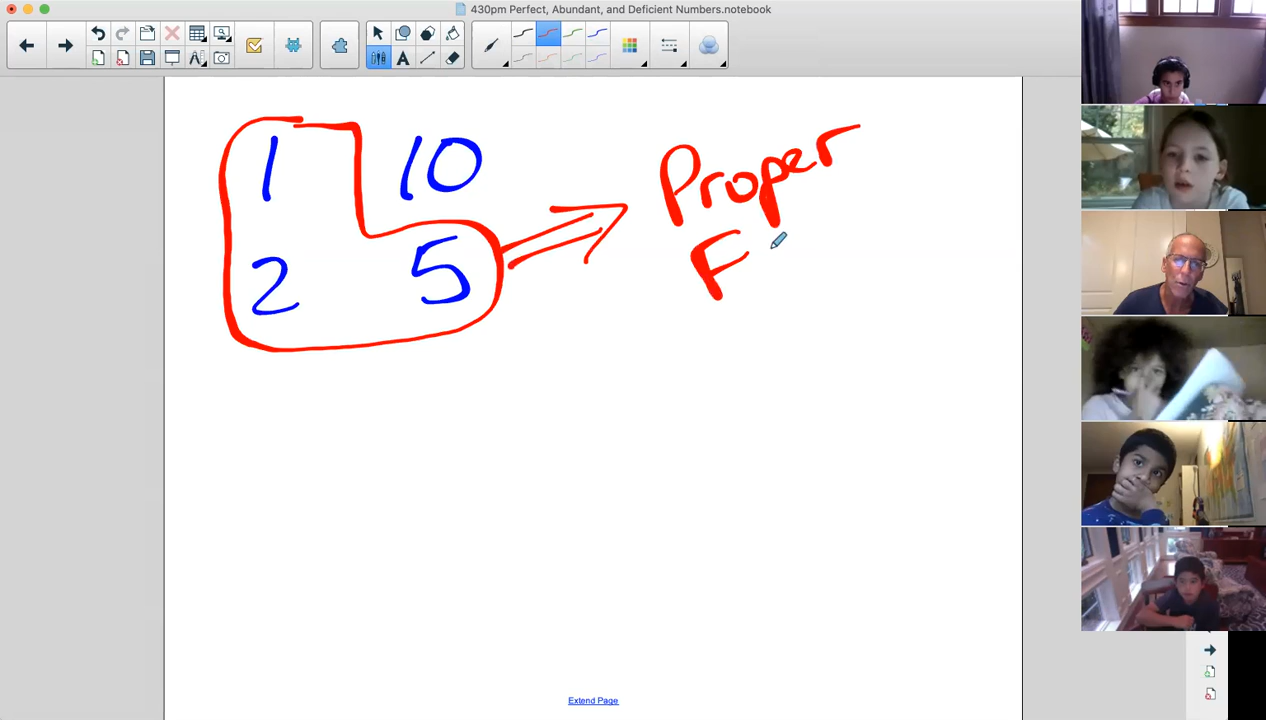 430pm Perfect, Abundant, and Deficient Numbers.notebook
A
1 10
2 5
Proper
F
Extend Page